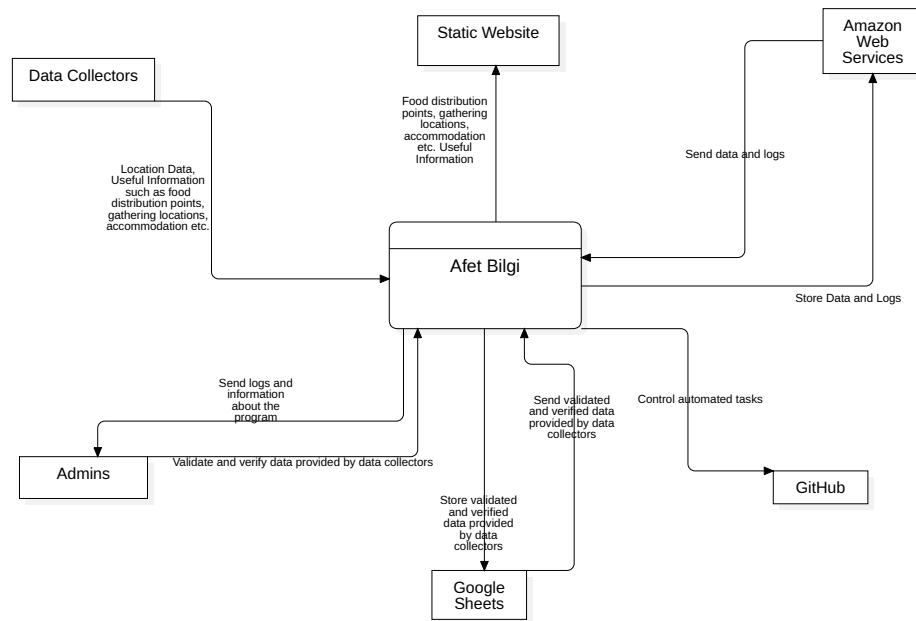 Static Website
Amazon
Web
Services
Data Collectors
Food distribution
points, gathering
locations,
accommodation
etc. Useful
Information
Send data and logs
Location Data,
Useful Information
such as food
distribution points,
gathering locations,
accommodation etc.
Afet Bilgi
Store Data and Logs
Send logs and
information
about the
program
Send validated
and verified data
provided by data
collectors
Control automated tasks
Admins
Validate and verify data provided by data collectors
GitHub
Store validated
and verified
data provided
by data
collectors
Google
Sheets